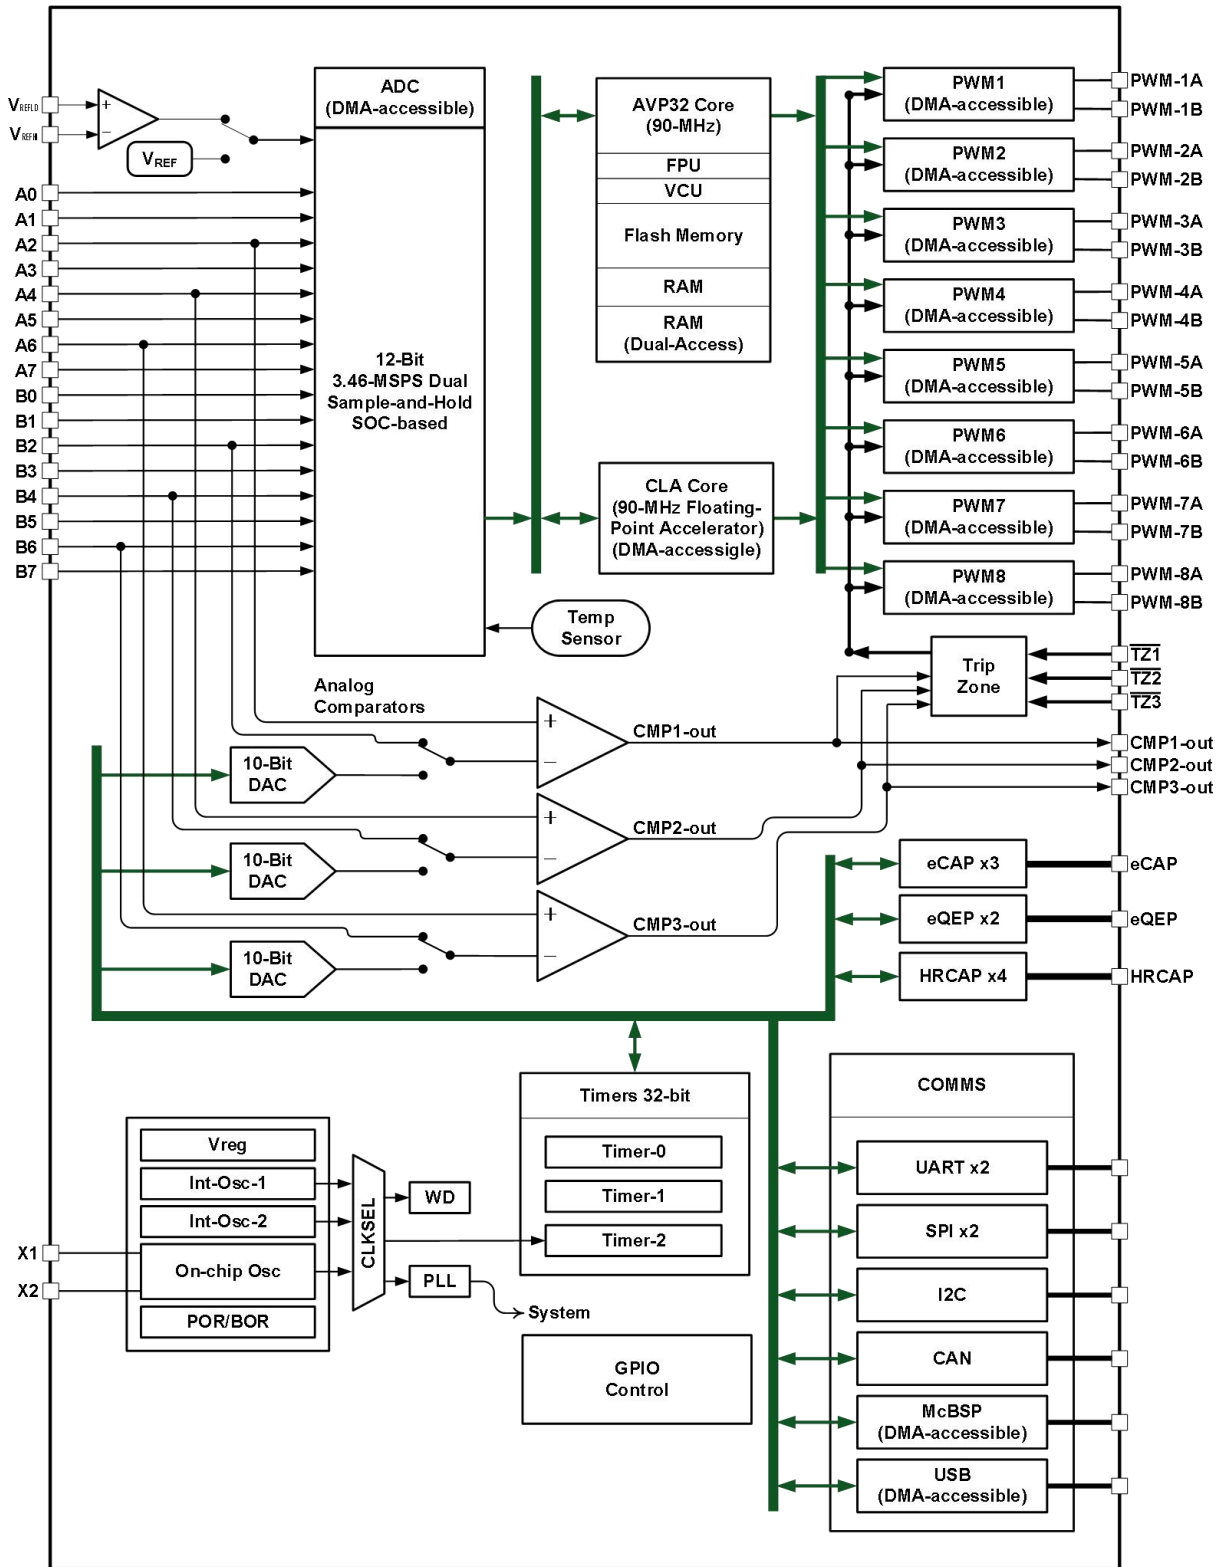 VREFLO
VREFHI
+
−
VREF
A0
A1
A2
A3
A4
A5
A6
A7
B0
B1
B2
B3
B4
B5
B6
B7
ADC
(DMA-accessible)
12-Bit
3.46-MSPS Dual
Sample-and-Hold
SOC-based
AVP32 Core
(90-MHz)
FPU
VCU
Flash Memory
RAM
RAM
(Dual-Access)
CLA Core
(90-MHz Floating-
Point Accelerator)
(DMA-accessigle)
Temp
Sensor
PWM1
(DMA-accessible)
PWM2
(DMA-accessible)
PWM3
(DMA-accessible)
PWM4
(DMA-accessible)
PWM5
(DMA-accessible)
PWM6
(DMA-accessible)
PWM7
(DMA-accessible)
PWM8
(DMA-accessible)
PWM-1A
PWM-1B
PWM-2A
PWM-2B
PWM-3A
PWM-3B
PWM-4A
PWM-4B
PWM-5A
PWM-5B
PWM-6A
PWM-6B
PWM-7A
PWM-7B
PWM-8A
PWM-8B
Trip
Zone
TZ1
TZ2
TZ3
Analog
Comparators
10-Bit
DAC
+
−
CMP1-out
10-Bit
DAC
+
−
CMP2-out
10-Bit
DAC
+
−
CMP3-out
CMP1-out
CMP2-out
CMP3-out
eCAP x3
eCAP
eQEP x2
eQEP
HRCAP x4
HRCAP
Timers 32-bit
Timer-0
Timer-1
Timer-2
Vreg
Int-Osc-1
Int-Osc-2
On-chip Osc
POR/BOR
X1
X2
CLKSEL
WD
PLL
System
GPIO
Control
COMMS
UART x2
SPI x2
I2C
CAN
McBSP
(DMA-accessible)
USB
(DMA-accessible)